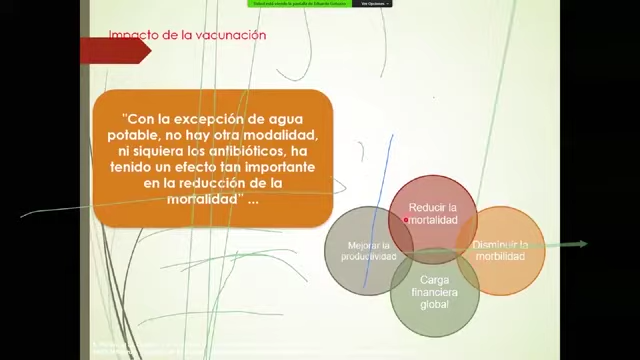 Impacto de la vacunación
"Con la excepción de agua
potable, no hay otra modalidad,
ni siquiera los antibióticos, ha
tenido un efecto tan importante
en la reducción de la
mortalidad" ...
Reducir la
mortalidad
Mejorar la
productividad
Disminuir la
morbilidad
Carga
financiera
global